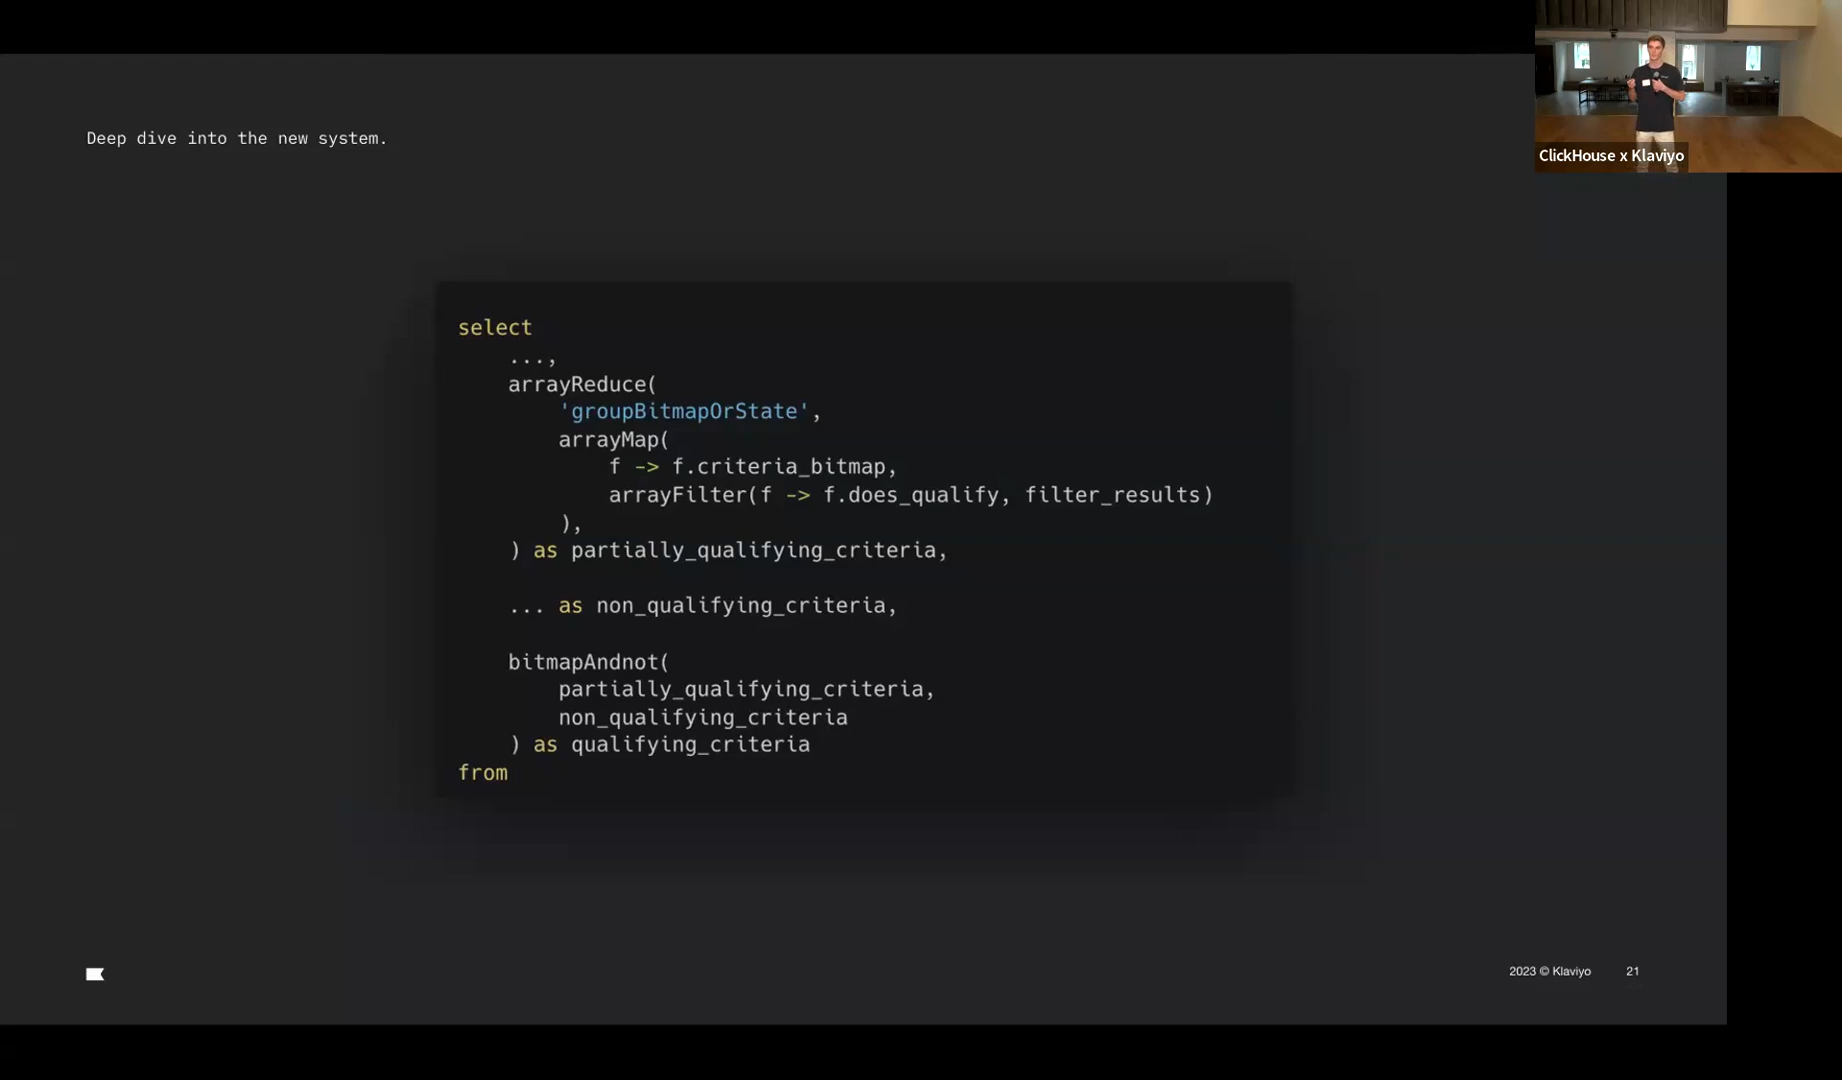 ClickHouse x Klaviyo
Deep dive into the new system.
select
...,
arrayReduce(
'groupBitmapOrState',
arrayMap(
f -> f.criteria_bitmap,
arrayFilter(f -> f.does_qualify, filter_results)
),
) as partially_qualifying_criteria,
... as non_qualifying_criteria,
bitmapAndnot(
partially_qualifying_criteria,
non_qualifying_criteria
) as qualifying_criteria
from
2023 © Klaviyo 21